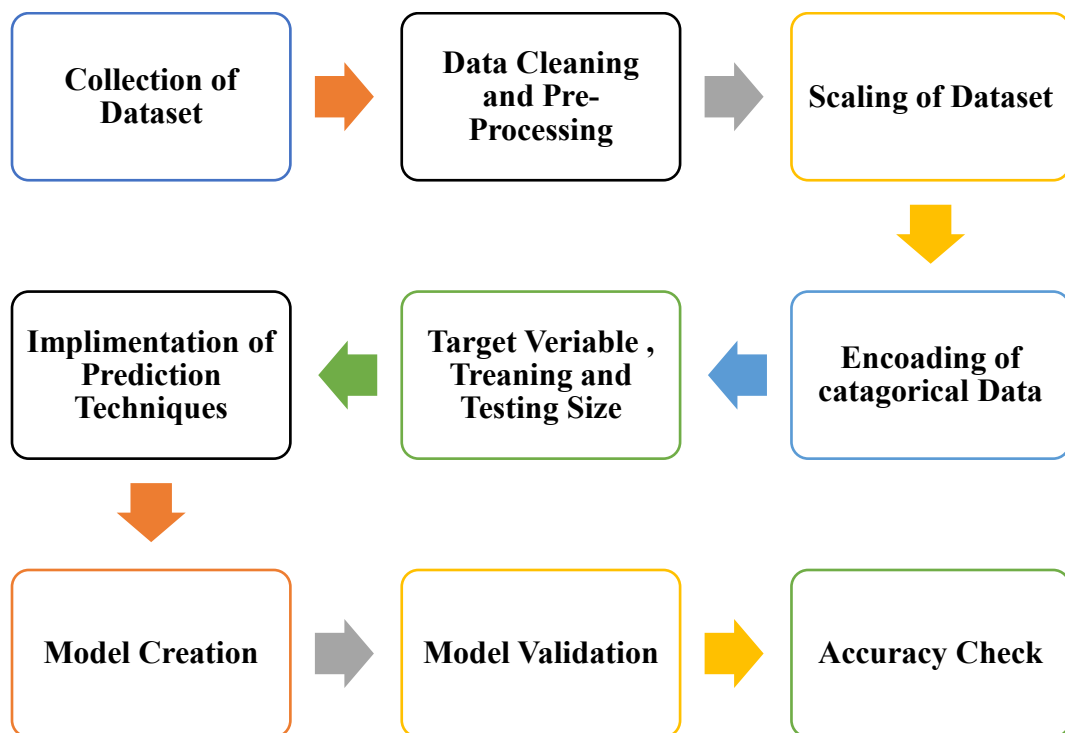 Collection of
Dataset
Data Cleaning
and Pre-
Processing
Scaling of Dataset
Encoading of
catagorical Data
Target Veriable ,
Treaning and
Testing Size
Implimentation of
Prediction
Techniques
Model Creation
Model Validation
Accuracy Check